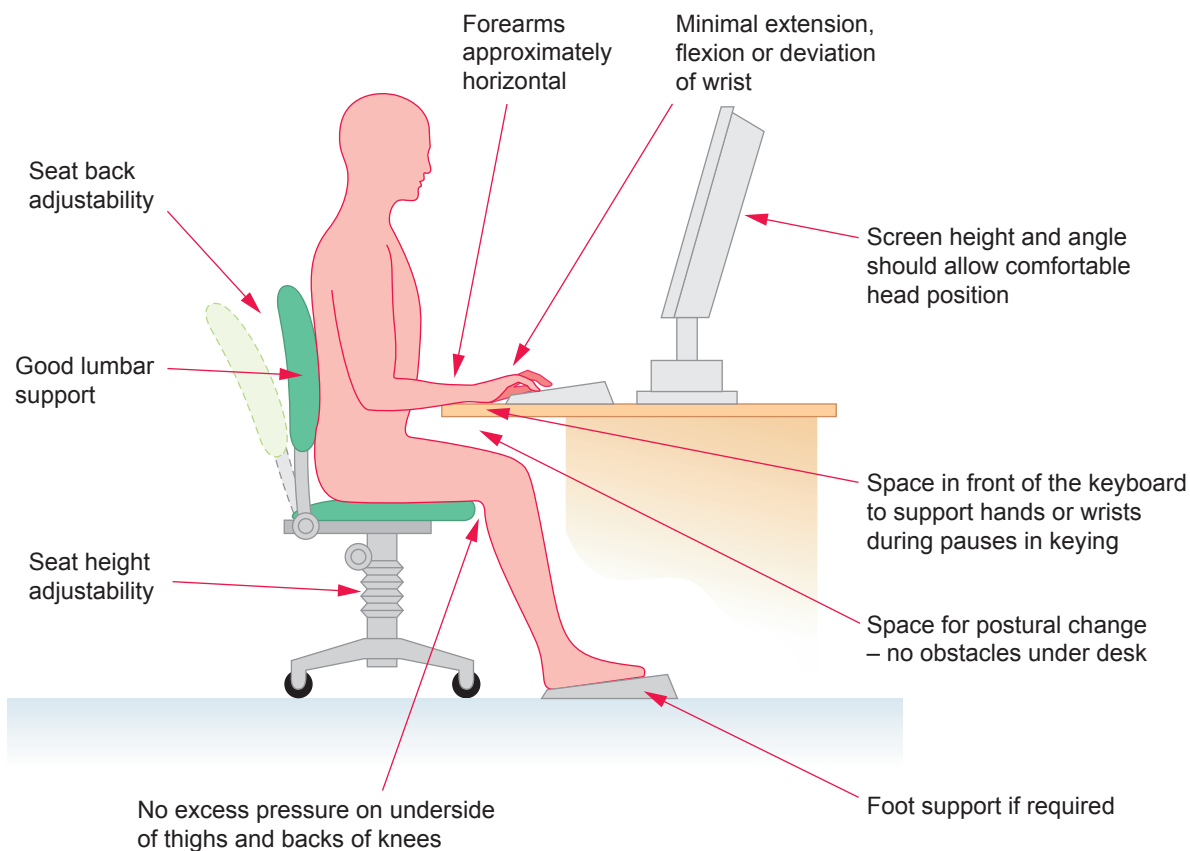 Forearms
approximately
horizontal
Minimal extension,
flexion or deviation
of wrist
Seat back
adjustability
Screen height and angle
should allow comfortable
head position
Good lumbar
support
Space in front of the keyboard
to support hands or wrists
during pauses in keying
Seat height
adjustability
Space for postural change
– no obstacles under desk
No excess pressure on underside
of thighs and backs of knees
Foot support if required